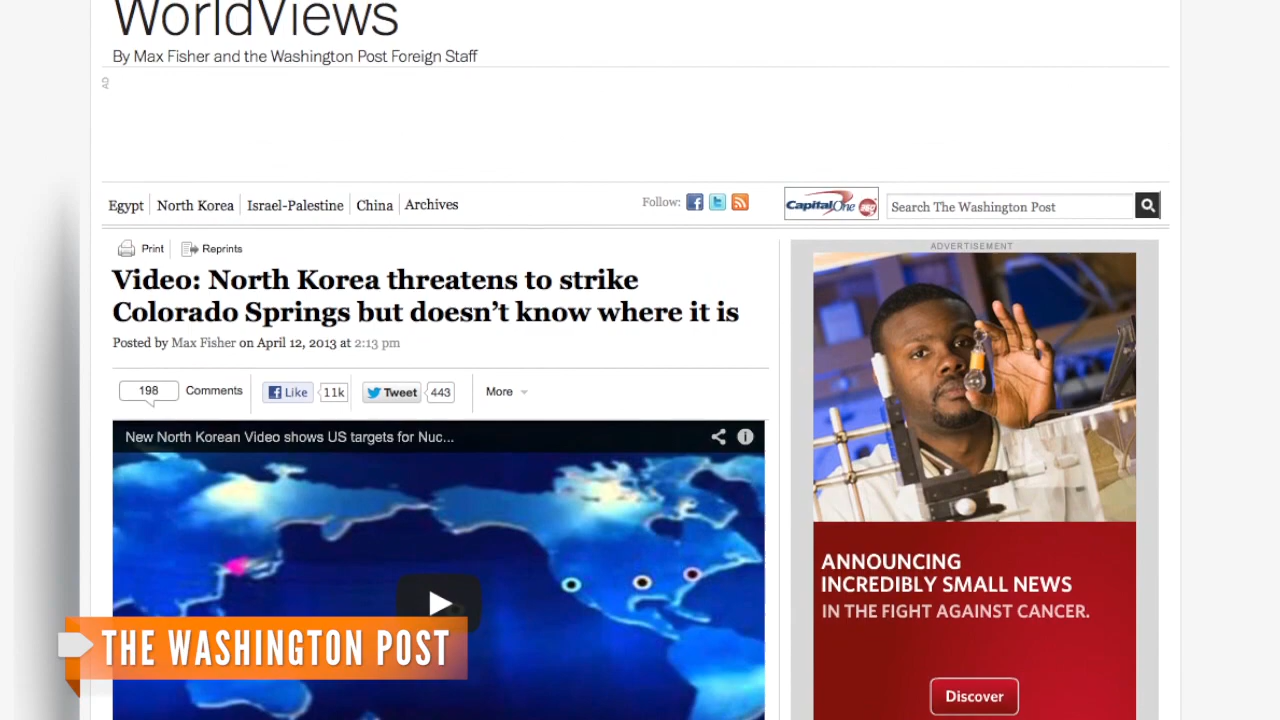 WorldViews
By Max Fisher and the Washington Post Foreign Staff
AD
Egypt North Korea Israel-Palestine China Archives
Follow:
CapitalOne
Search The Washington Post
Print Reprints
ADVERTISEMENT
Video: North Korea threatens to strike
Colorado Springs but doesn’t know where it is
Posted by Max Fisher on April 12, 2013 at 2:13 pm
198 Comments Like 11k Tweet 443 More
New North Korean Video shows US targets for Nuc...
ANNOUNCING
INCREDIBLY SMALL NEWS
IN THE FIGHT AGAINST CANCER.
Discover
THE WASHINGTON POST